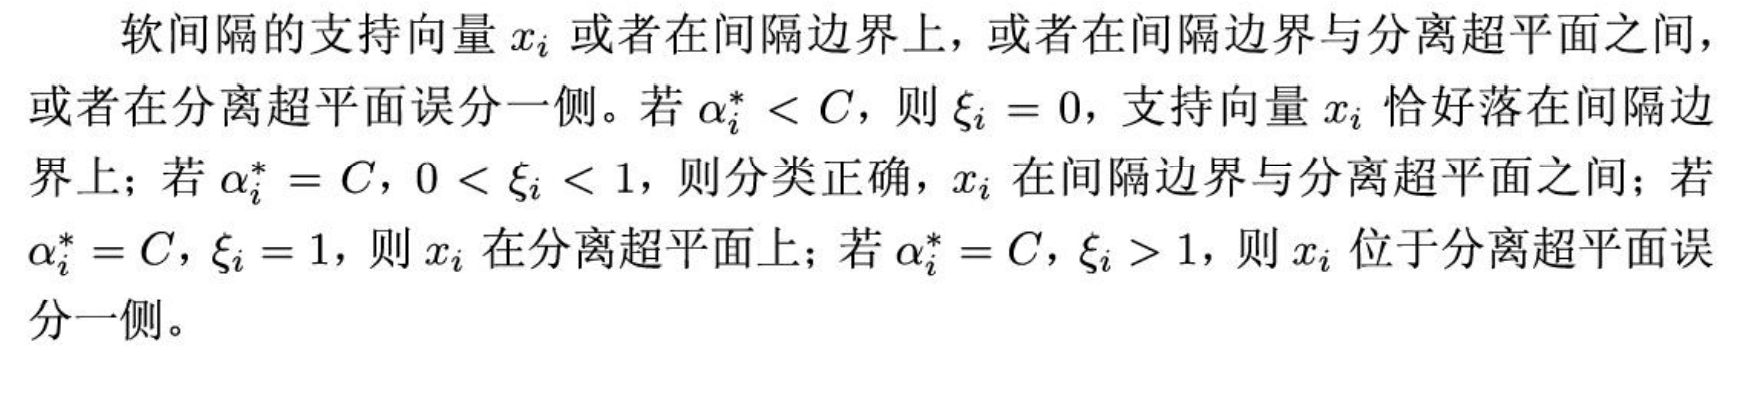 软间隔的支持向量 $x_i$ 或者在间隔边界上，或者在间隔边界与分离超平面之间，
或者在分离超平面误分一侧。若 $\alpha_i^* < C$，则 $\xi_i = 0$，支持向量 $x_i$ 恰好落在间隔边
界上；若 $\alpha_i^* = C$，$0 < \xi_i < 1$，则分类正确，$x_i$ 在间隔边界与分离超平面之间；若
$\alpha_i^* = C$，$\xi_i = 1$，则 $x_i$ 在分离超平面上；若 $\alpha_i^* = C$，$\xi_i > 1$，则 $x_i$ 位于分离超平面误
分一侧。